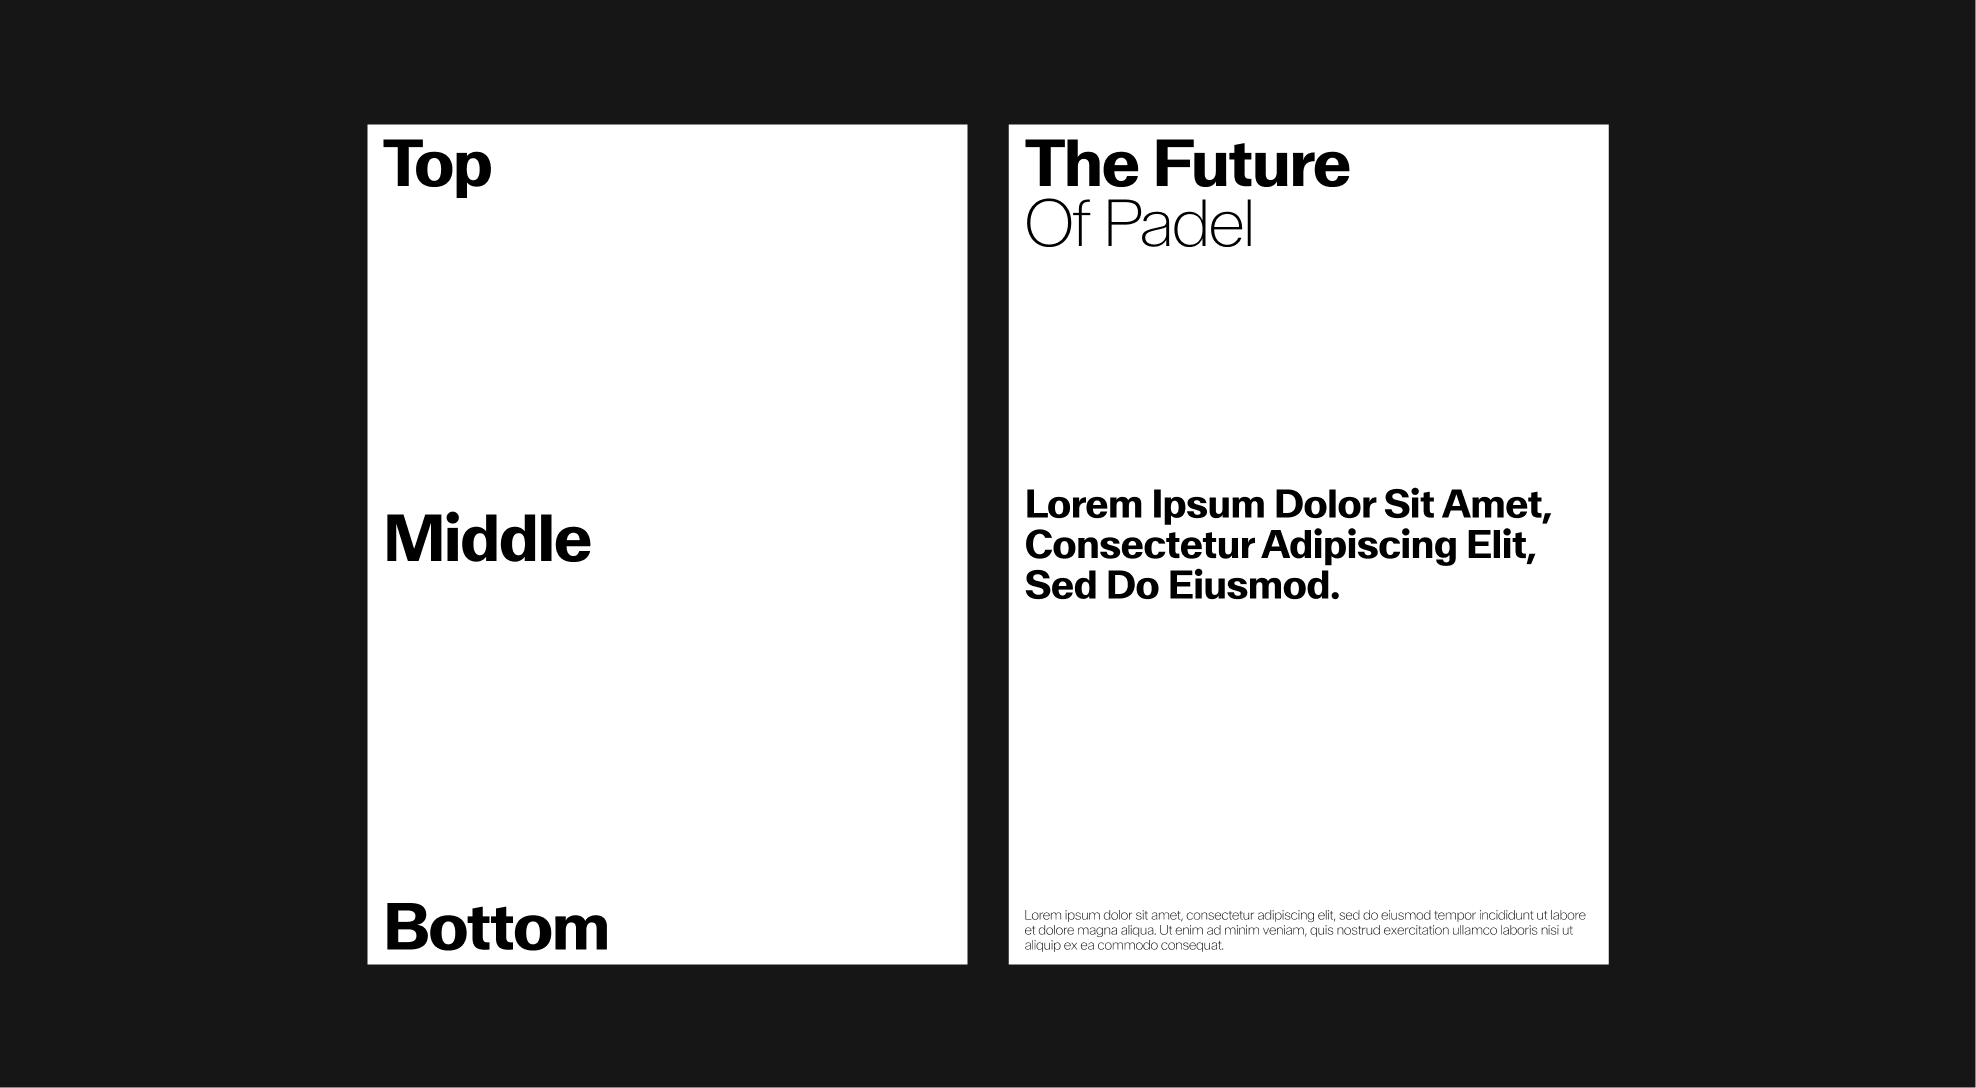 Top
Middle
Bottom
The Future
Of Padel
Lorem Ipsum Dolor Sit Amet,
Consectetur Adipiscing Elit,
Sed Do Eiusmod.
Lorem ipsum dolor sit amet, consectetur adipiscing elit, sed do eiusmod tempor incididunt ut labore
et dolore magna aliqua. Ut enim ad minim veniam, quis nostrud exercitation ullamco laboris nisi ut
aliquip ex ea commodo consequat.